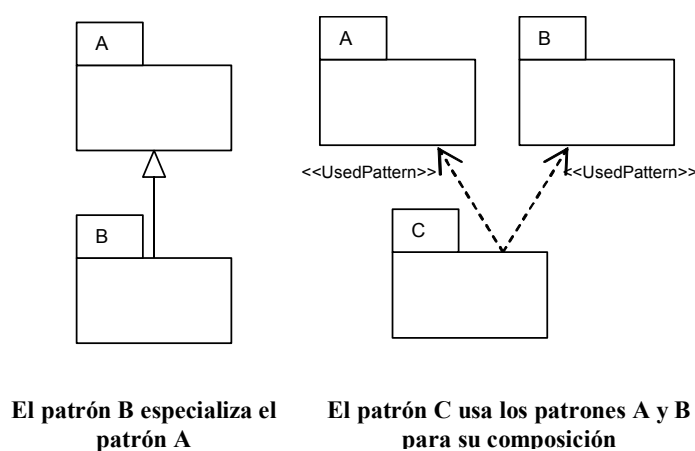 A
B
A
B
<<UsedPattern>>
<<UsedPattern>>
C
El patrón B especializa el
patrón A
El patrón C usa los patrones A y B
para su composición